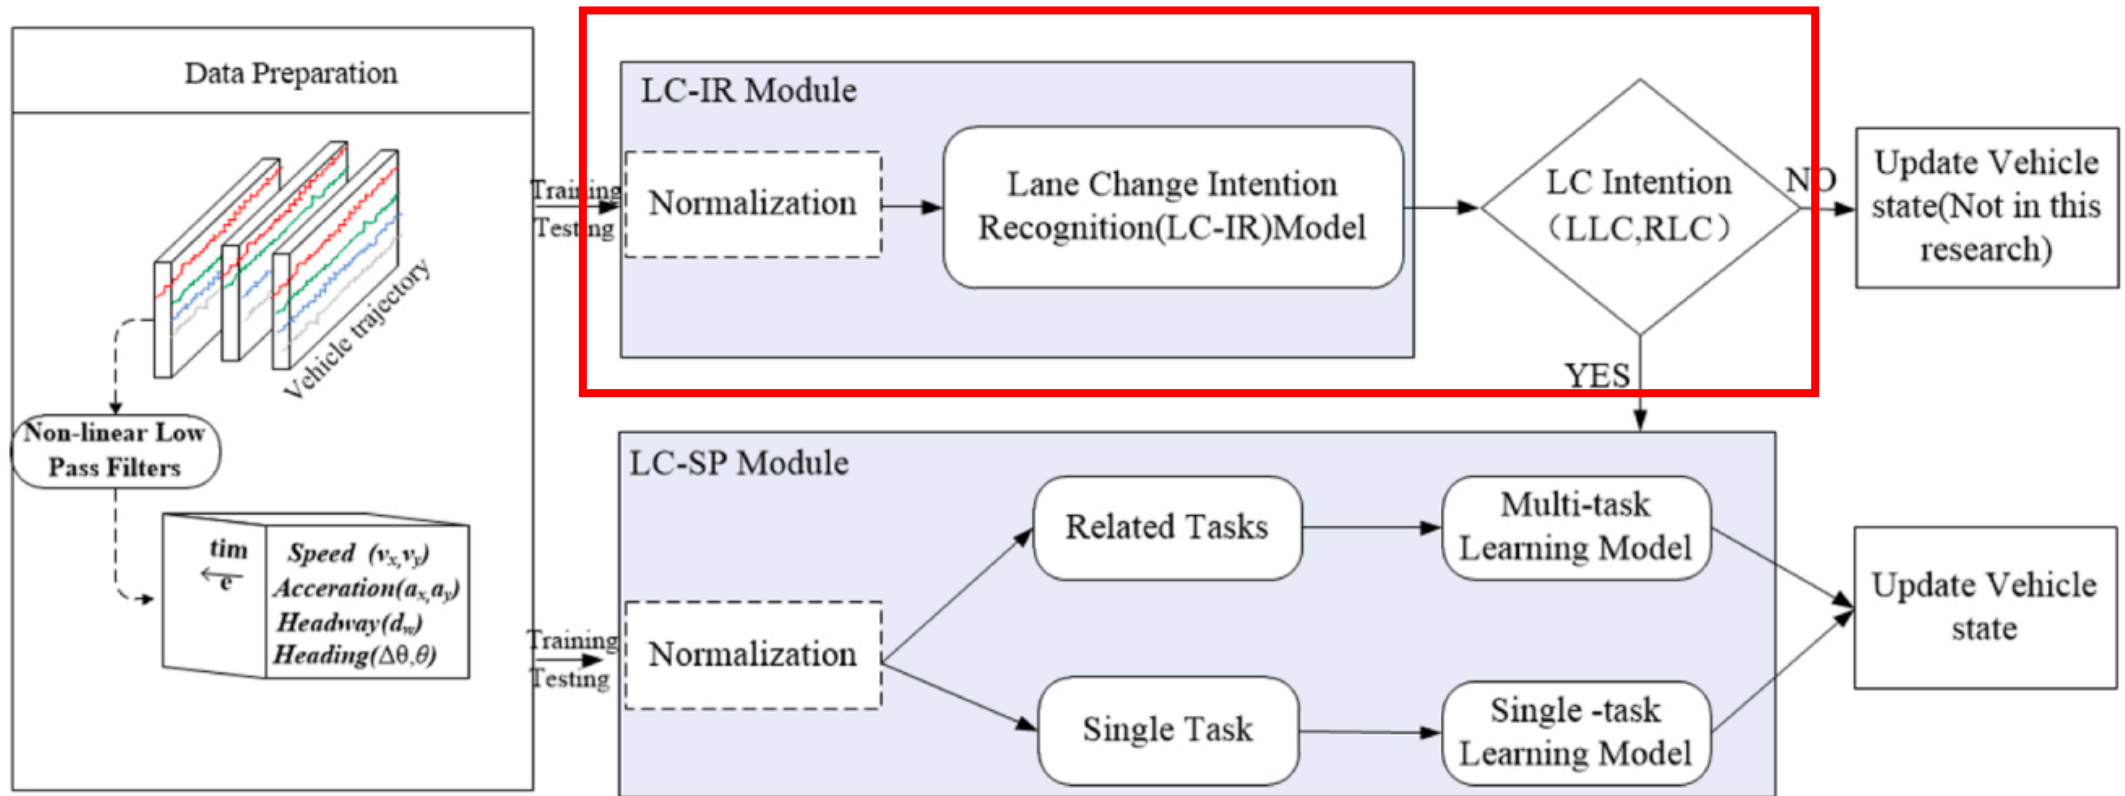 Data Preparation
Vehicle trajectory
Non-linear Low
Pass Filters
tim
e
Speed (vx,vy)
Acceration(ax,ay)
Headway(dw)
Heading(Δθ,θ)
Training
Testing
LC-IR Module
Normalization
Lane Change Intention
Recognition(LC-IR)Model
LC Intention
（LLC,RLC）
NO
Update Vehicle
state(Not in this
research)
YES
Training
Testing
LC-SP Module
Normalization
Related Tasks
Multi-task
Learning Model
Single Task
Single -task
Learning Model
Update Vehicle
state